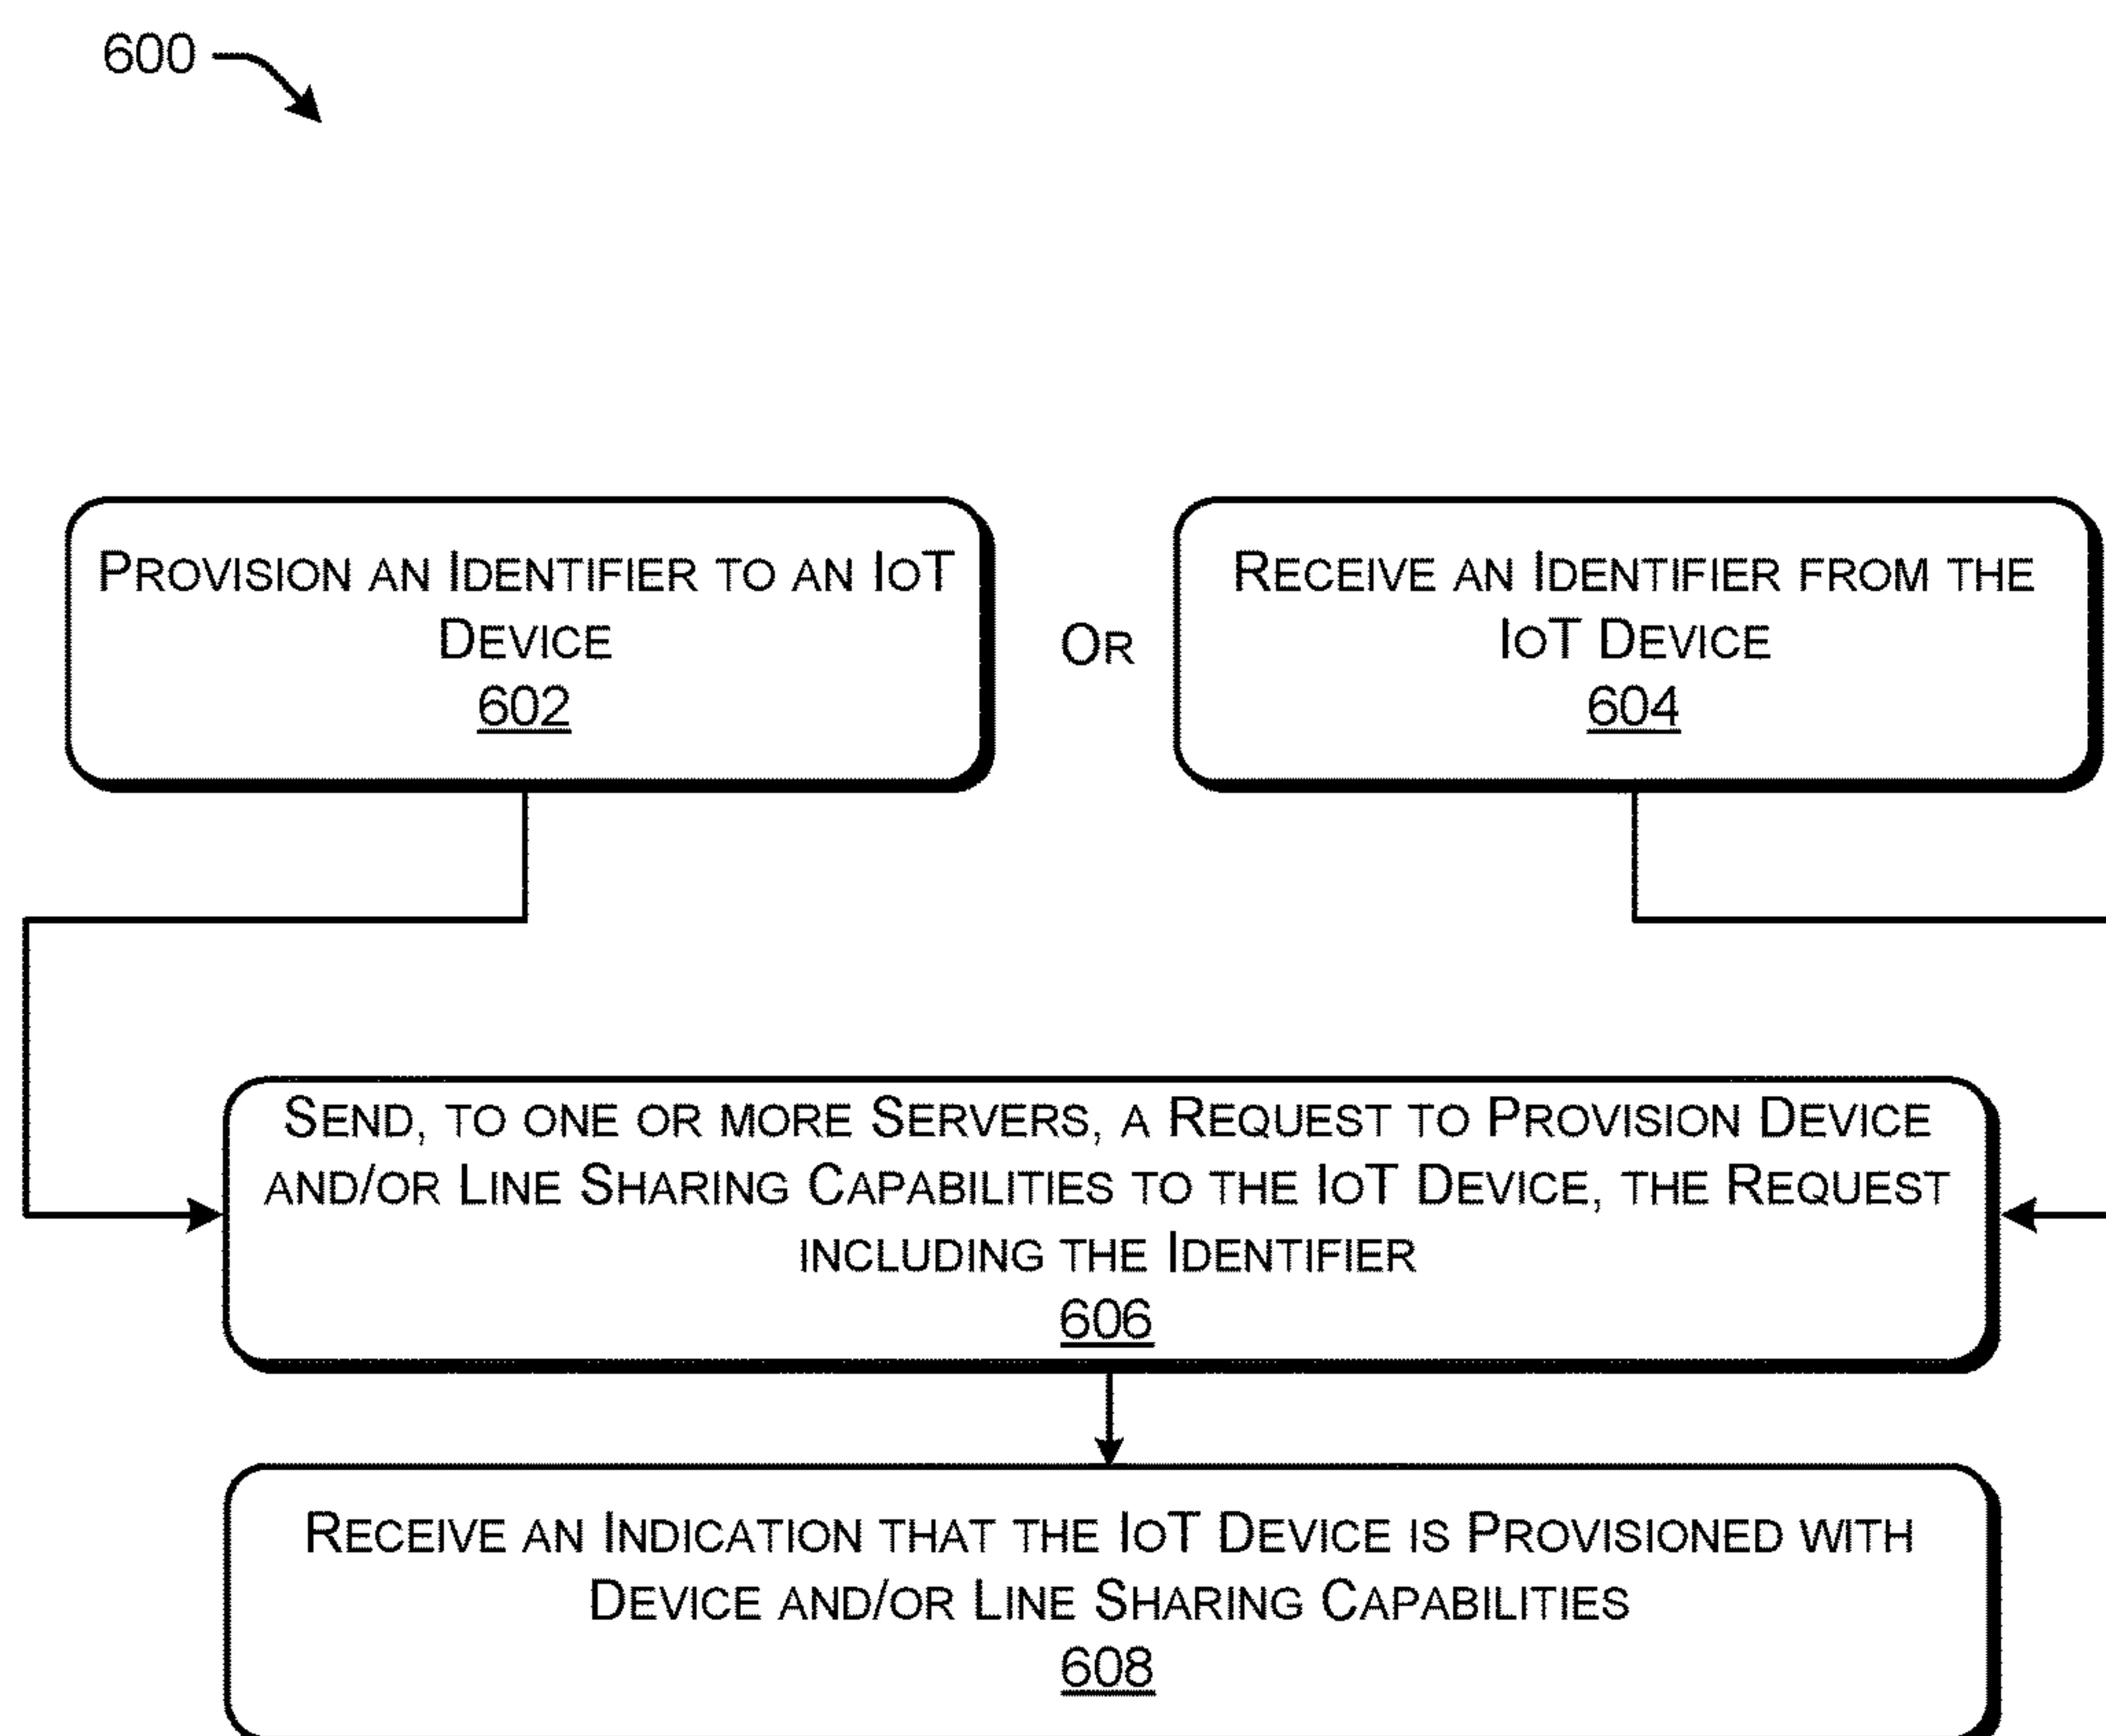 600
Provision an Identifier to an IoT
Device
602
Or
Receive an Identifier from the
IoT Device
604
Send, to one or more Servers, a Request to Provision Device
and/or Line Sharing Capabilities to the IoT Device, the Request
including the Identifier
606
Receive an Indication that the IoT Device is Provisioned with
Device and/or Line Sharing Capabilities
608